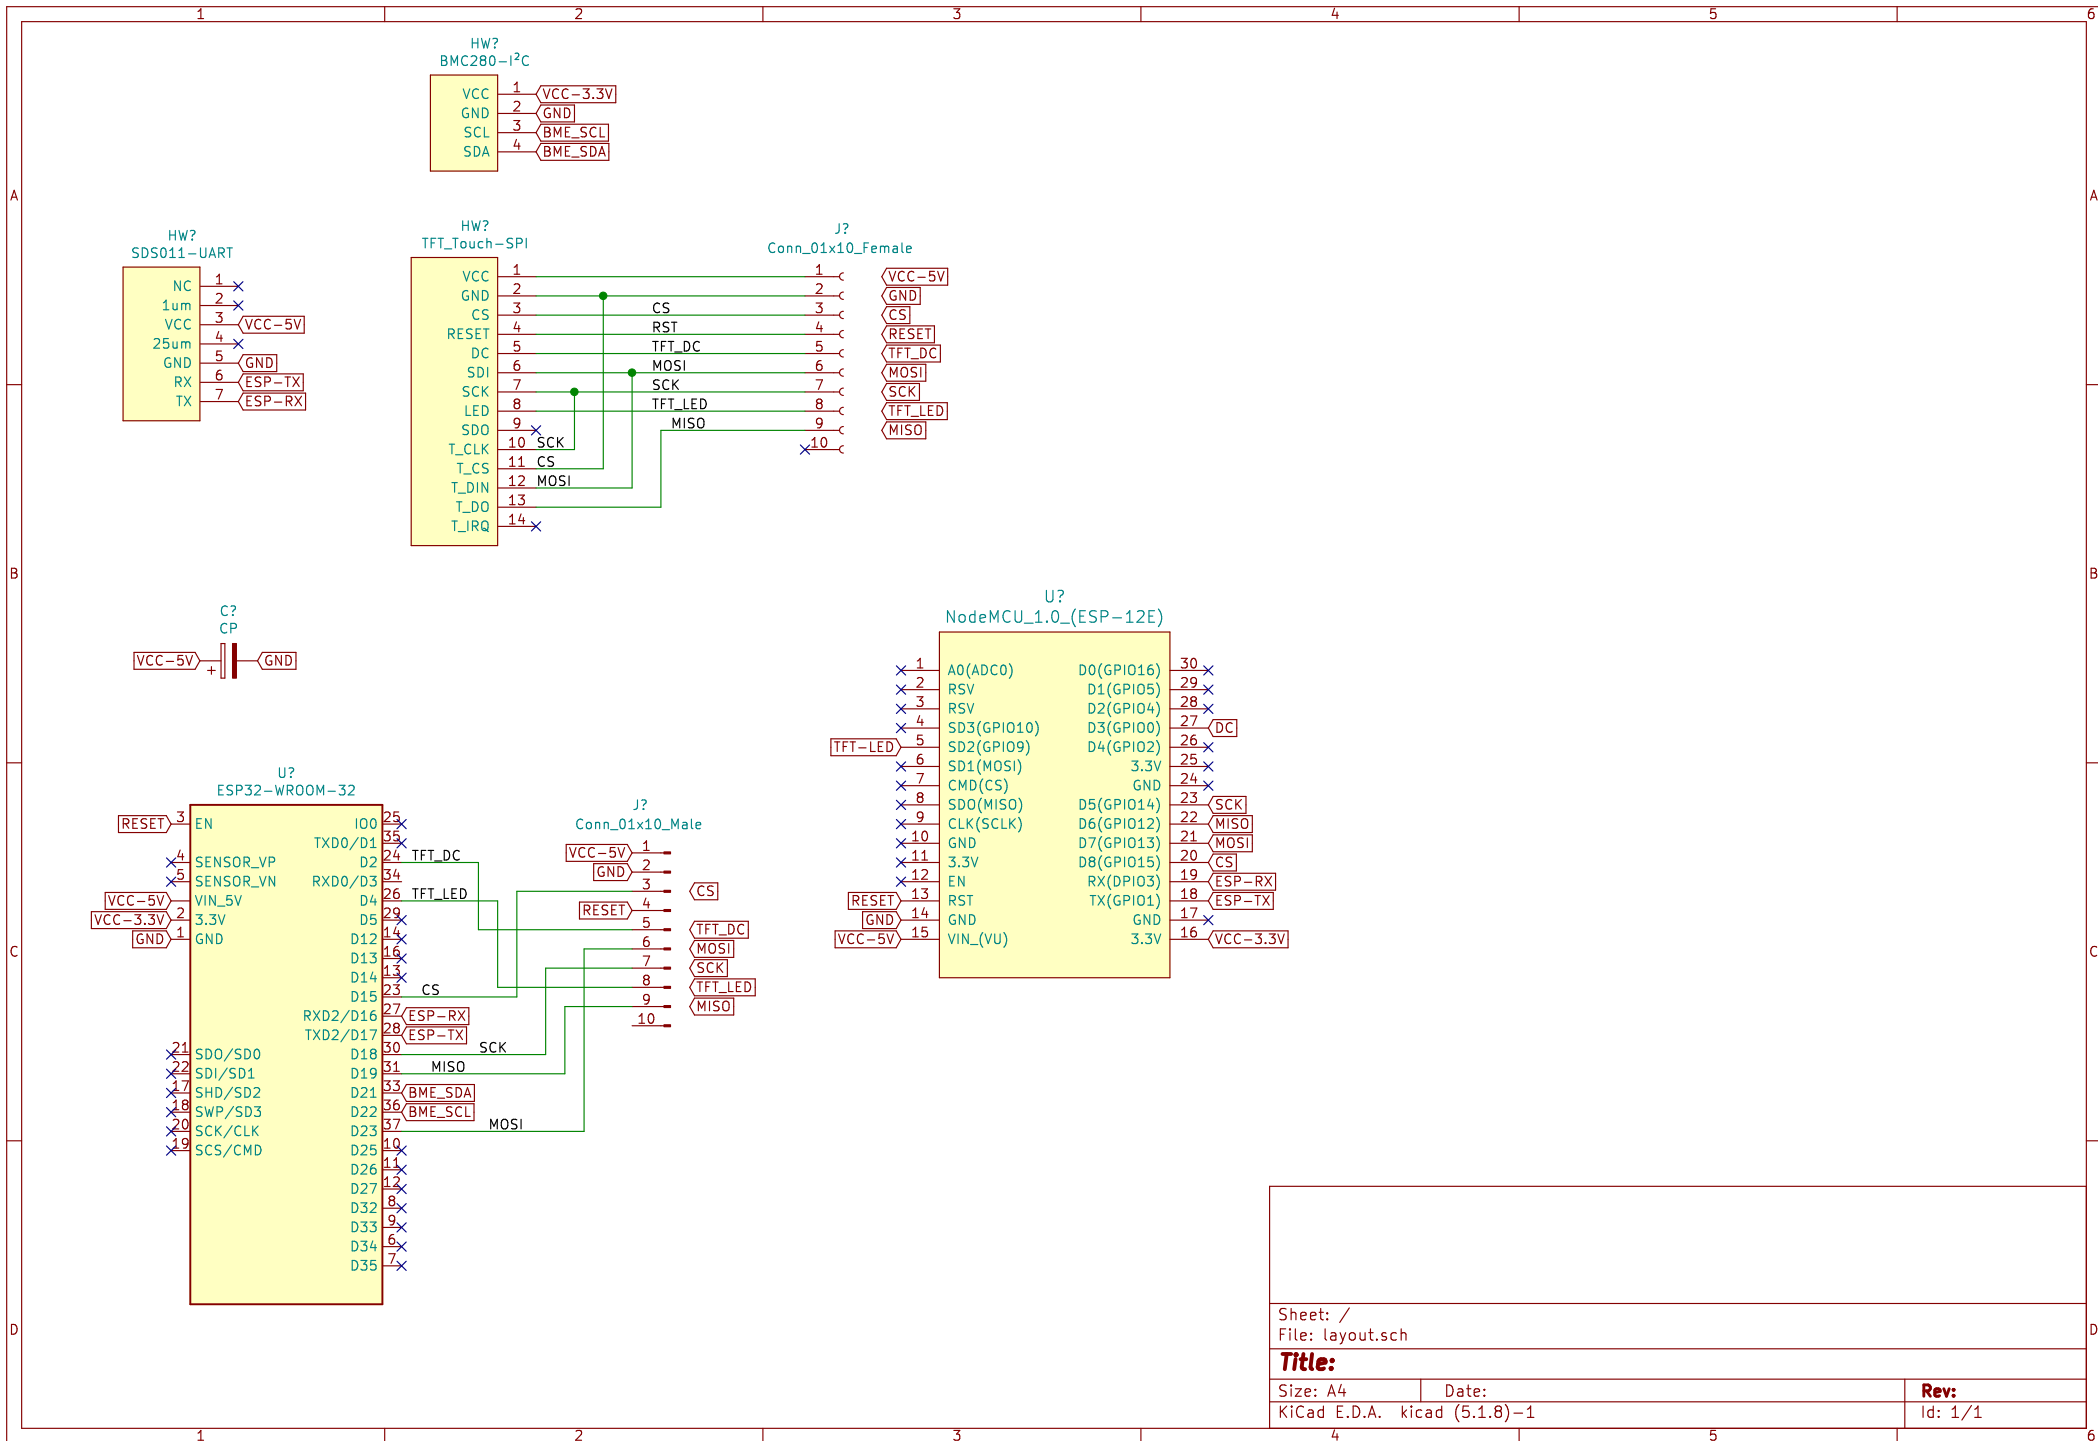 1 2 3 4 5 6
A
B
C
D
A
B
C
D
HW?
BMC280-I²C
VCC 1 VCC-3.3V
GND 2 GND
SCL 3 BME_SCL
SDA 4 BME_SDA
HW?
SDS011-UART
NC 1
1um 2
VCC 3 VCC-5V
25um 4
GND 5 GND
RX 6 ESP-TX
TX 7 ESP-RX
HW?
TFT_Touch-SPI
VCC 1
GND 2
CS 3 CS
RESET 4 RST
DC 5 TFT_DC
SDI 6 MOSI
SCK 7 SCK
LED 8 TFT_LED
SDO 9 MISO
T_CLK 10 SCK
T_CS 11 CS
T_DIN 12 MOSI
T_DO 13
T_IRQ 14
J?
Conn_01x10_Female
1 VCC-5V
2 GND
3 CS
4 RESET
5 TFT_DC
6 MOSI
7 SCK
8 TFT_LED
9 MISO
10
C?
CP
VCC-5V + GND
U?
NodeMCU_1.0_(ESP-12E)
1 A0(ADC0) D0(GPIO16) 30
2 RSV D1(GPIO5) 29
3 RSV D2(GPIO4) 28
4 SD3(GPIO10) D3(GPIO0) 27 DC
TFT-LED 5 SD2(GPIO9) D4(GPIO2) 26
6 SD1(MOSI) 3.3V 25
7 CMD(CS) GND 24
8 SDO(MISO) D5(GPIO14) 23 SCK
9 CLK(SCLK) D6(GPIO12) 22 MISO
10 GND D7(GPIO13) 21 MOSI
11 3.3V D8(GPIO15) 20 CS
12 EN RX(DPIO3) 19 ESP-RX
RESET 13 RST TX(GPIO1) 18 ESP-TX
GND 14 GND GND 17
VCC-5V 15 VIN_(VU) 3.3V 16 VCC-3.3V
U?
ESP32-WROOM-32
RESET 3 EN IO0 25
TXD0/D1 35
4 SENSOR_VP D2 24 TFT_DC
5 SENSOR_VN RXD0/D3 34
VCC-5V VIN_5V D4 26 TFT_LED
VCC-3.3V 2 3.3V D5 29
GND 1 GND D12 14
D13 16
D14 13
D15 23 CS
RXD2/D16 27 ESP-RX
TXD2/D17 28 ESP-TX
21 SDO/SD0 D18 30 SCK
22 SDI/SD1 D19 31 MISO
17 SHD/SD2 D21 33 BME_SDA
18 SWP/SD3 D22 36 BME_SCL
20 SCK/CLK D23 37 MOSI
19 SCS/CMD D25 10
D26 11
D27 12
D32 8
D33 9
D34 6
D35 7
J?
Conn_01x10_Male
VCC-5V 1
GND 2
3 CS
RESET 4
5 TFT_DC
6 MOSI
7 SCK
8 TFT_LED
9 MISO
10
Sheet: /
File: layout.sch
Title:
Size: A4 Date: Rev:
KiCad E.D.A. kicad (5.1.8)-1 Id: 1/1
1 2 3 4 5 6